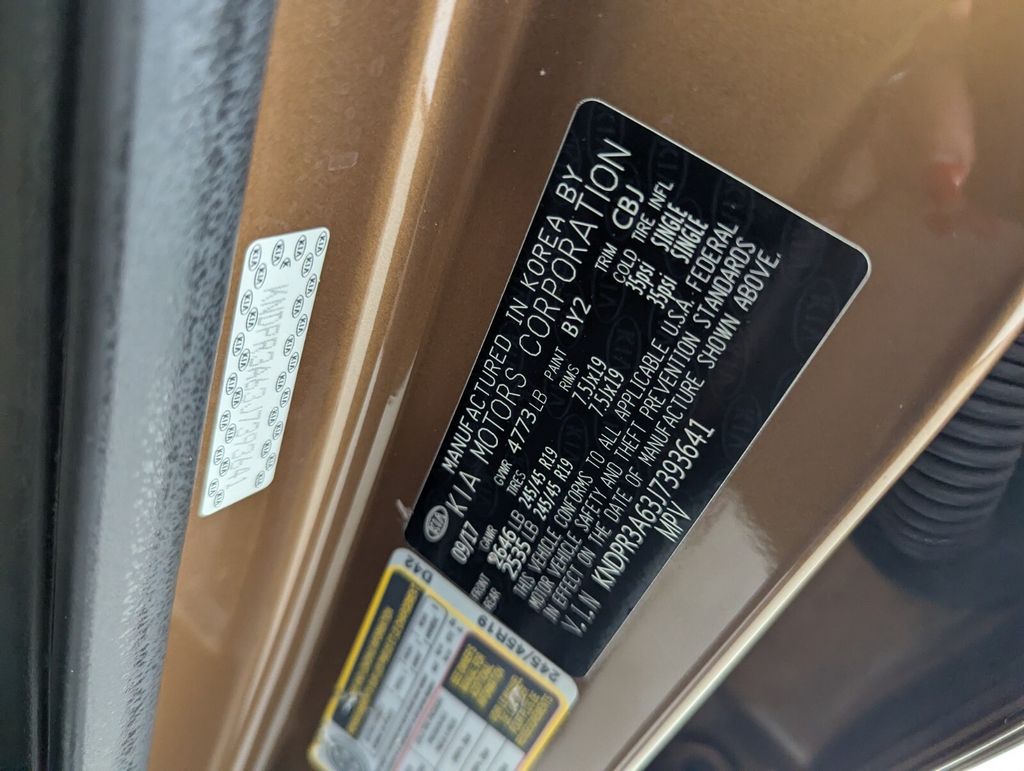 KIA
MANUFACTURED IN KOREA BY
KIA MOTORS CORPORATION
09/17 GVWR 4773LB PAINT BY2 TRIM CBJ
GAWR TIRES RIMS COLD TIRE INFL
FRONT 2646LB 245/45 R19 7.5Jx19 35psi SINGLE
REAR 2535LB 245/45 R19 7.5Jx19 35psi SINGLE
THIS VEHICLE CONFORMS TO ALL APPLICABLE U.S.A. FEDERAL
MOTOR VEHICLE SAFETY AND THEFT PREVENTION STANDARDS
IN EFFECT ON THE DATE OF MANUFACTURE SHOWN ABOVE.
V.I.N KNDPR3A63J7393641
MPV
KNDPR3A63J7393641
D42
245/45R19